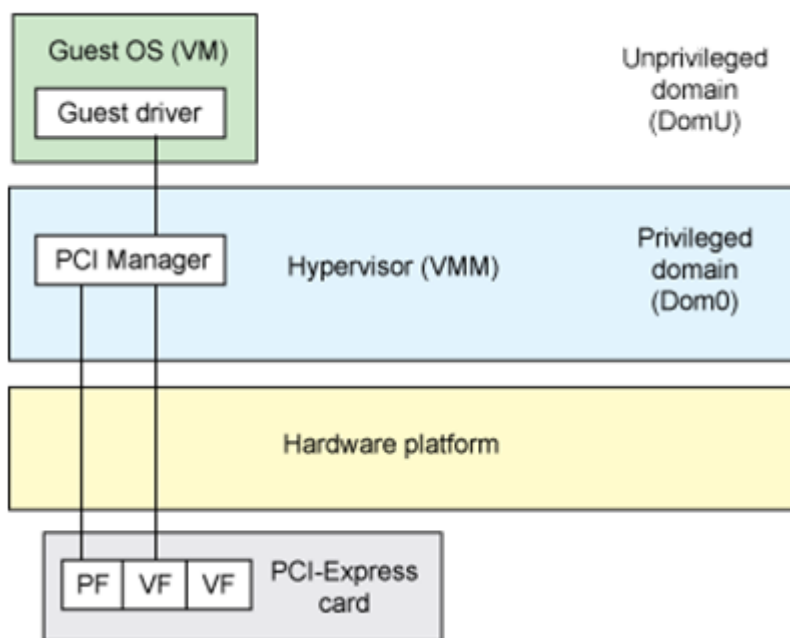 Guest OS (VM)
Guest driver
Unprivileged
domain
(DomU)
PCI Manager
Hypervisor (VMM)
Privileged
domain
(Dom0)
Hardware platform
PF
VF
VF
PCI-Express
card